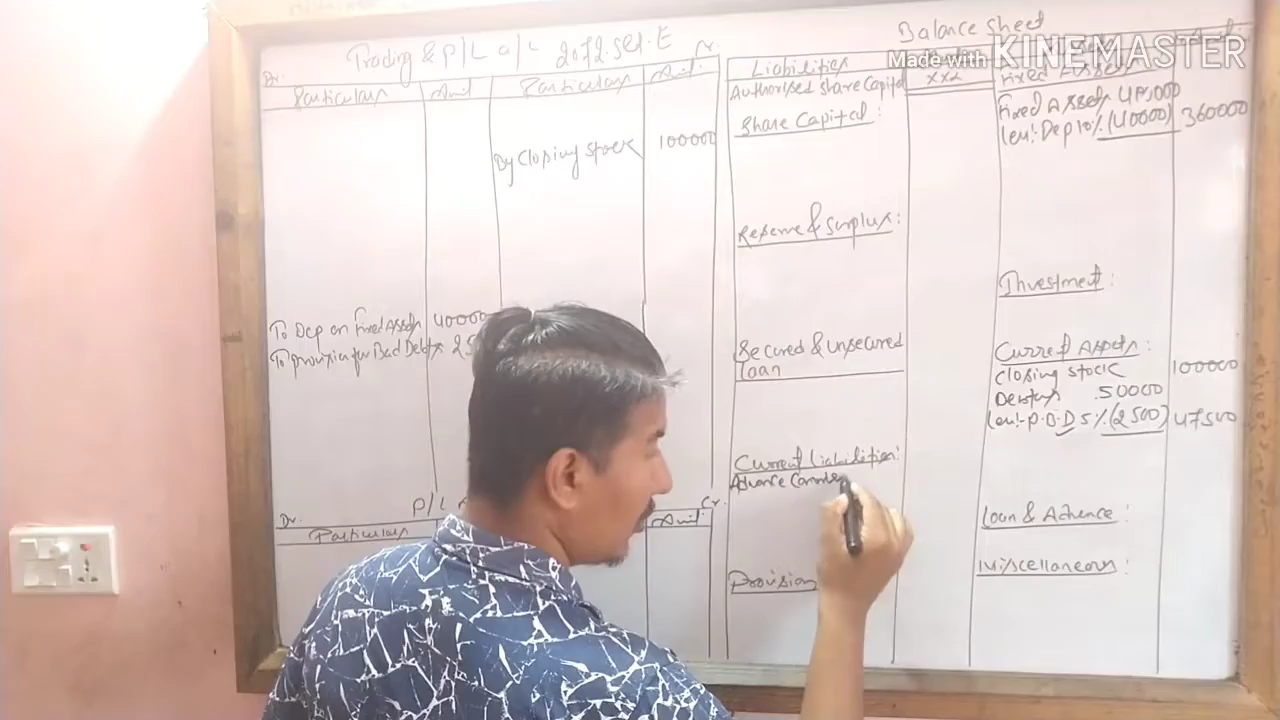 Trading & P/L a/c 2072. Set. E
Dr. Cr.
Particulars Amt Particulars Amt
By Closing stock 100000
To Dep on Fixed Assets 40000
To provision for Bad Debts
P/L
Dr. Cr.
Particulars Amt
Balance Sheet
Liabilities
Authorised Share Capital xxx
Share Capital:
Reserve & Surplus:
Secured & unsecured
Loan
Current Liabilities:
Advance
Provision
Fixed Assets
Fixed Assets 400000
Less: Dep 10% (40000) 360000
Investment:
Current Assets:
Closing stock 100000
Debtors 50000
Less:- P.B.D 5% (2500) 47500
Loan & Advance:
Miscellaneous:
Made with KINEMASTER